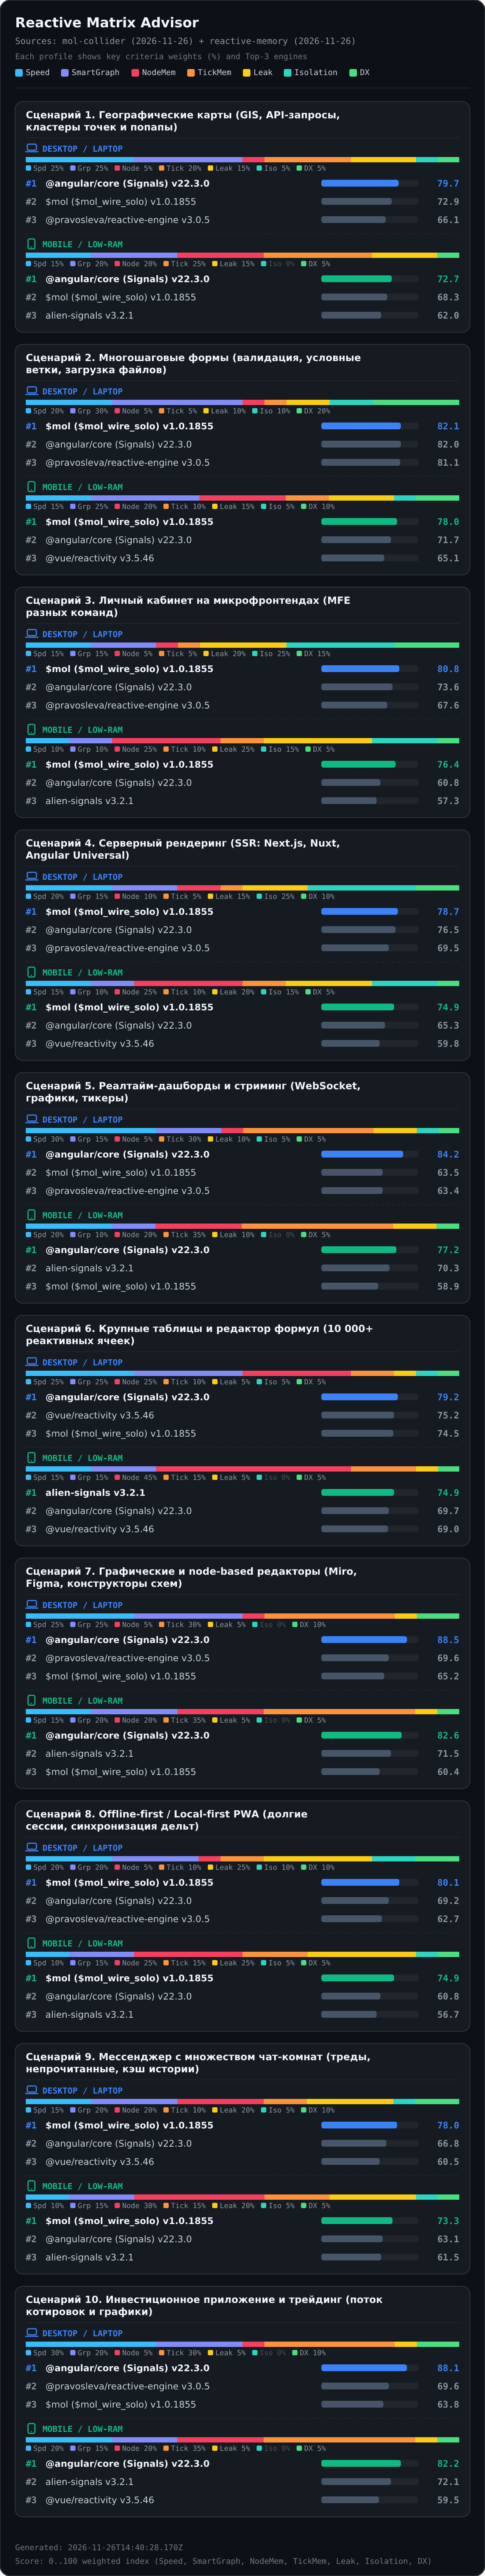 Reactive Matrix Advisor
Sources: mol-collider (2026-11-26) + reactive-memory (2026-11-26)
Each profile shows key criteria weights (%) and Top-3 engines
Speed SmartGraph NodeMem TickMem Leak Isolation DX
Сценарий 1. Географические карты (GIS, API-запросы,
кластеры точек и попапы)
DESKTOP / LAPTOP
Spd 25% Grp 25% Node 5% Tick 20% Leak 15% Iso 5% DX 5%
#1 @angular/core (Signals) v22.3.0 79.7
#2 $mol ($mol_wire_solo) v1.0.1855 72.9
#3 @pravosleva/reactive-engine v3.0.5 66.1
MOBILE / LOW-RAM
Spd 15% Grp 20% Node 20% Tick 25% Leak 15% Iso 0% DX 5%
#1 @angular/core (Signals) v22.3.0 72.7
#2 $mol ($mol_wire_solo) v1.0.1855 68.3
#3 alien-signals v3.2.1 62.0
Сценарий 2. Многошаговые формы (валидация, условные
ветки, загрузка файлов)
DESKTOP / LAPTOP
Spd 20% Grp 30% Node 5% Tick 5% Leak 10% Iso 10% DX 20%
#1 $mol ($mol_wire_solo) v1.0.1855 82.1
#2 @angular/core (Signals) v22.3.0 82.0
#3 @pravosleva/reactive-engine v3.0.5 81.1
MOBILE / LOW-RAM
Spd 15% Grp 25% Node 20% Tick 10% Leak 15% Iso 5% DX 10%
#1 $mol ($mol_wire_solo) v1.0.1855 78.0
#2 @angular/core (Signals) v22.3.0 71.7
#3 @vue/reactivity v3.5.46 65.1
Сценарий 3. Личный кабинет на микрофронтендах (MFE
разных команд)
DESKTOP / LAPTOP
Spd 15% Grp 15% Node 5% Tick 5% Leak 20% Iso 25% DX 15%
#1 $mol ($mol_wire_solo) v1.0.1855 80.8
#2 @angular/core (Signals) v22.3.0 73.6
#3 @pravosleva/reactive-engine v3.0.5 67.6
MOBILE / LOW-RAM
Spd 10% Grp 10% Node 25% Tick 10% Leak 25% Iso 15% DX 5%
#1 $mol ($mol_wire_solo) v1.0.1855 76.4
#2 @angular/core (Signals) v22.3.0 60.8
#3 alien-signals v3.2.1 57.3
Сценарий 4. Серверный рендеринг (SSR: Next.js, Nuxt,
Angular Universal)
DESKTOP / LAPTOP
Spd 20% Grp 15% Node 10% Tick 5% Leak 15% Iso 25% DX 10%
#1 $mol ($mol_wire_solo) v1.0.1855 78.7
#2 @angular/core (Signals) v22.3.0 76.5
#3 @pravosleva/reactive-engine v3.0.5 69.5
MOBILE / LOW-RAM
Spd 15% Grp 10% Node 25% Tick 10% Leak 20% Iso 15% DX 5%
#1 $mol ($mol_wire_solo) v1.0.1855 74.9
#2 @angular/core (Signals) v22.3.0 65.3
#3 @vue/reactivity v3.5.46 59.8
Сценарий 5. Реалтайм-дашборды и стриминг (WebSocket,
графики, тикеры)
DESKTOP / LAPTOP
Spd 30% Grp 15% Node 5% Tick 30% Leak 10% Iso 5% DX 5%
#1 @angular/core (Signals) v22.3.0 84.2
#2 $mol ($mol_wire_solo) v1.0.1855 63.5
#3 @pravosleva/reactive-engine v3.0.5 63.4
MOBILE / LOW-RAM
Spd 20% Grp 10% Node 20% Tick 35% Leak 10% Iso 0% DX 5%
#1 @angular/core (Signals) v22.3.0 77.2
#2 alien-signals v3.2.1 70.3
#3 $mol ($mol_wire_solo) v1.0.1855 58.9
Сценарий 6. Крупные таблицы и редактор формул (10 000+
реактивных ячеек)
DESKTOP / LAPTOP
Spd 25% Grp 25% Node 25% Tick 10% Leak 5% Iso 5% DX 5%
#1 @angular/core (Signals) v22.3.0 79.2
#2 @vue/reactivity v3.5.46 75.2
#3 $mol ($mol_wire_solo) v1.0.1855 74.5
MOBILE / LOW-RAM
Spd 15% Grp 15% Node 45% Tick 15% Leak 5% Iso 0% DX 5%
#1 alien-signals v3.2.1 74.9
#2 @angular/core (Signals) v22.3.0 69.7
#3 @vue/reactivity v3.5.46 69.0
Сценарий 7. Графические и node-based редакторы (Miro,
Figma, конструкторы схем)
DESKTOP / LAPTOP
Spd 25% Grp 25% Node 5% Tick 30% Leak 5% Iso 0% DX 10%
#1 @angular/core (Signals) v22.3.0 88.5
#2 @pravosleva/reactive-engine v3.0.5 69.6
#3 $mol ($mol_wire_solo) v1.0.1855 65.2
MOBILE / LOW-RAM
Spd 15% Grp 20% Node 20% Tick 35% Leak 5% Iso 0% DX 5%
#1 @angular/core (Signals) v22.3.0 82.6
#2 alien-signals v3.2.1 71.5
#3 $mol ($mol_wire_solo) v1.0.1855 60.4
Сценарий 8. Offline-first / Local-first PWA (долгие
сессии, синхронизация дельт)
DESKTOP / LAPTOP
Spd 20% Grp 20% Node 5% Tick 10% Leak 25% Iso 10% DX 10%
#1 $mol ($mol_wire_solo) v1.0.1855 80.1
#2 @angular/core (Signals) v22.3.0 69.2
#3 @pravosleva/reactive-engine v3.0.5 62.7
MOBILE / LOW-RAM
Spd 10% Grp 15% Node 25% Tick 15% Leak 25% Iso 5% DX 5%
#1 $mol ($mol_wire_solo) v1.0.1855 74.9
#2 @angular/core (Signals) v22.3.0 60.8
#3 alien-signals v3.2.1 56.7
Сценарий 9. Мессенджер с множеством чат-комнат (треды,
непрочитанные, кэш истории)
DESKTOP / LAPTOP
Spd 15% Grp 20% Node 20% Tick 10% Leak 20% Iso 5% DX 10%
#1 $mol ($mol_wire_solo) v1.0.1855 78.0
#2 @angular/core (Signals) v22.3.0 66.8
#3 @vue/reactivity v3.5.46 60.5
MOBILE / LOW-RAM
Spd 10% Grp 15% Node 30% Tick 15% Leak 20% Iso 5% DX 5%
#1 $mol ($mol_wire_solo) v1.0.1855 73.3
#2 @angular/core (Signals) v22.3.0 63.1
#3 alien-signals v3.2.1 61.5
Сценарий 10. Инвестиционное приложение и трейдинг (поток
котировок и графики)
DESKTOP / LAPTOP
Spd 30% Grp 20% Node 5% Tick 30% Leak 5% Iso 0% DX 10%
#1 @angular/core (Signals) v22.3.0 88.1
#2 @pravosleva/reactive-engine v3.0.5 69.6
#3 $mol ($mol_wire_solo) v1.0.1855 63.8
MOBILE / LOW-RAM
Spd 20% Grp 15% Node 20% Tick 35% Leak 5% Iso 0% DX 5%
#1 @angular/core (Signals) v22.3.0 82.2
#2 alien-signals v3.2.1 72.1
#3 @vue/reactivity v3.5.46 59.5
Generated: 2026-11-26T14:40:28.170Z
Score: 0..100 weighted index (Speed, SmartGraph, NodeMem, TickMem, Leak, Isolation, DX)